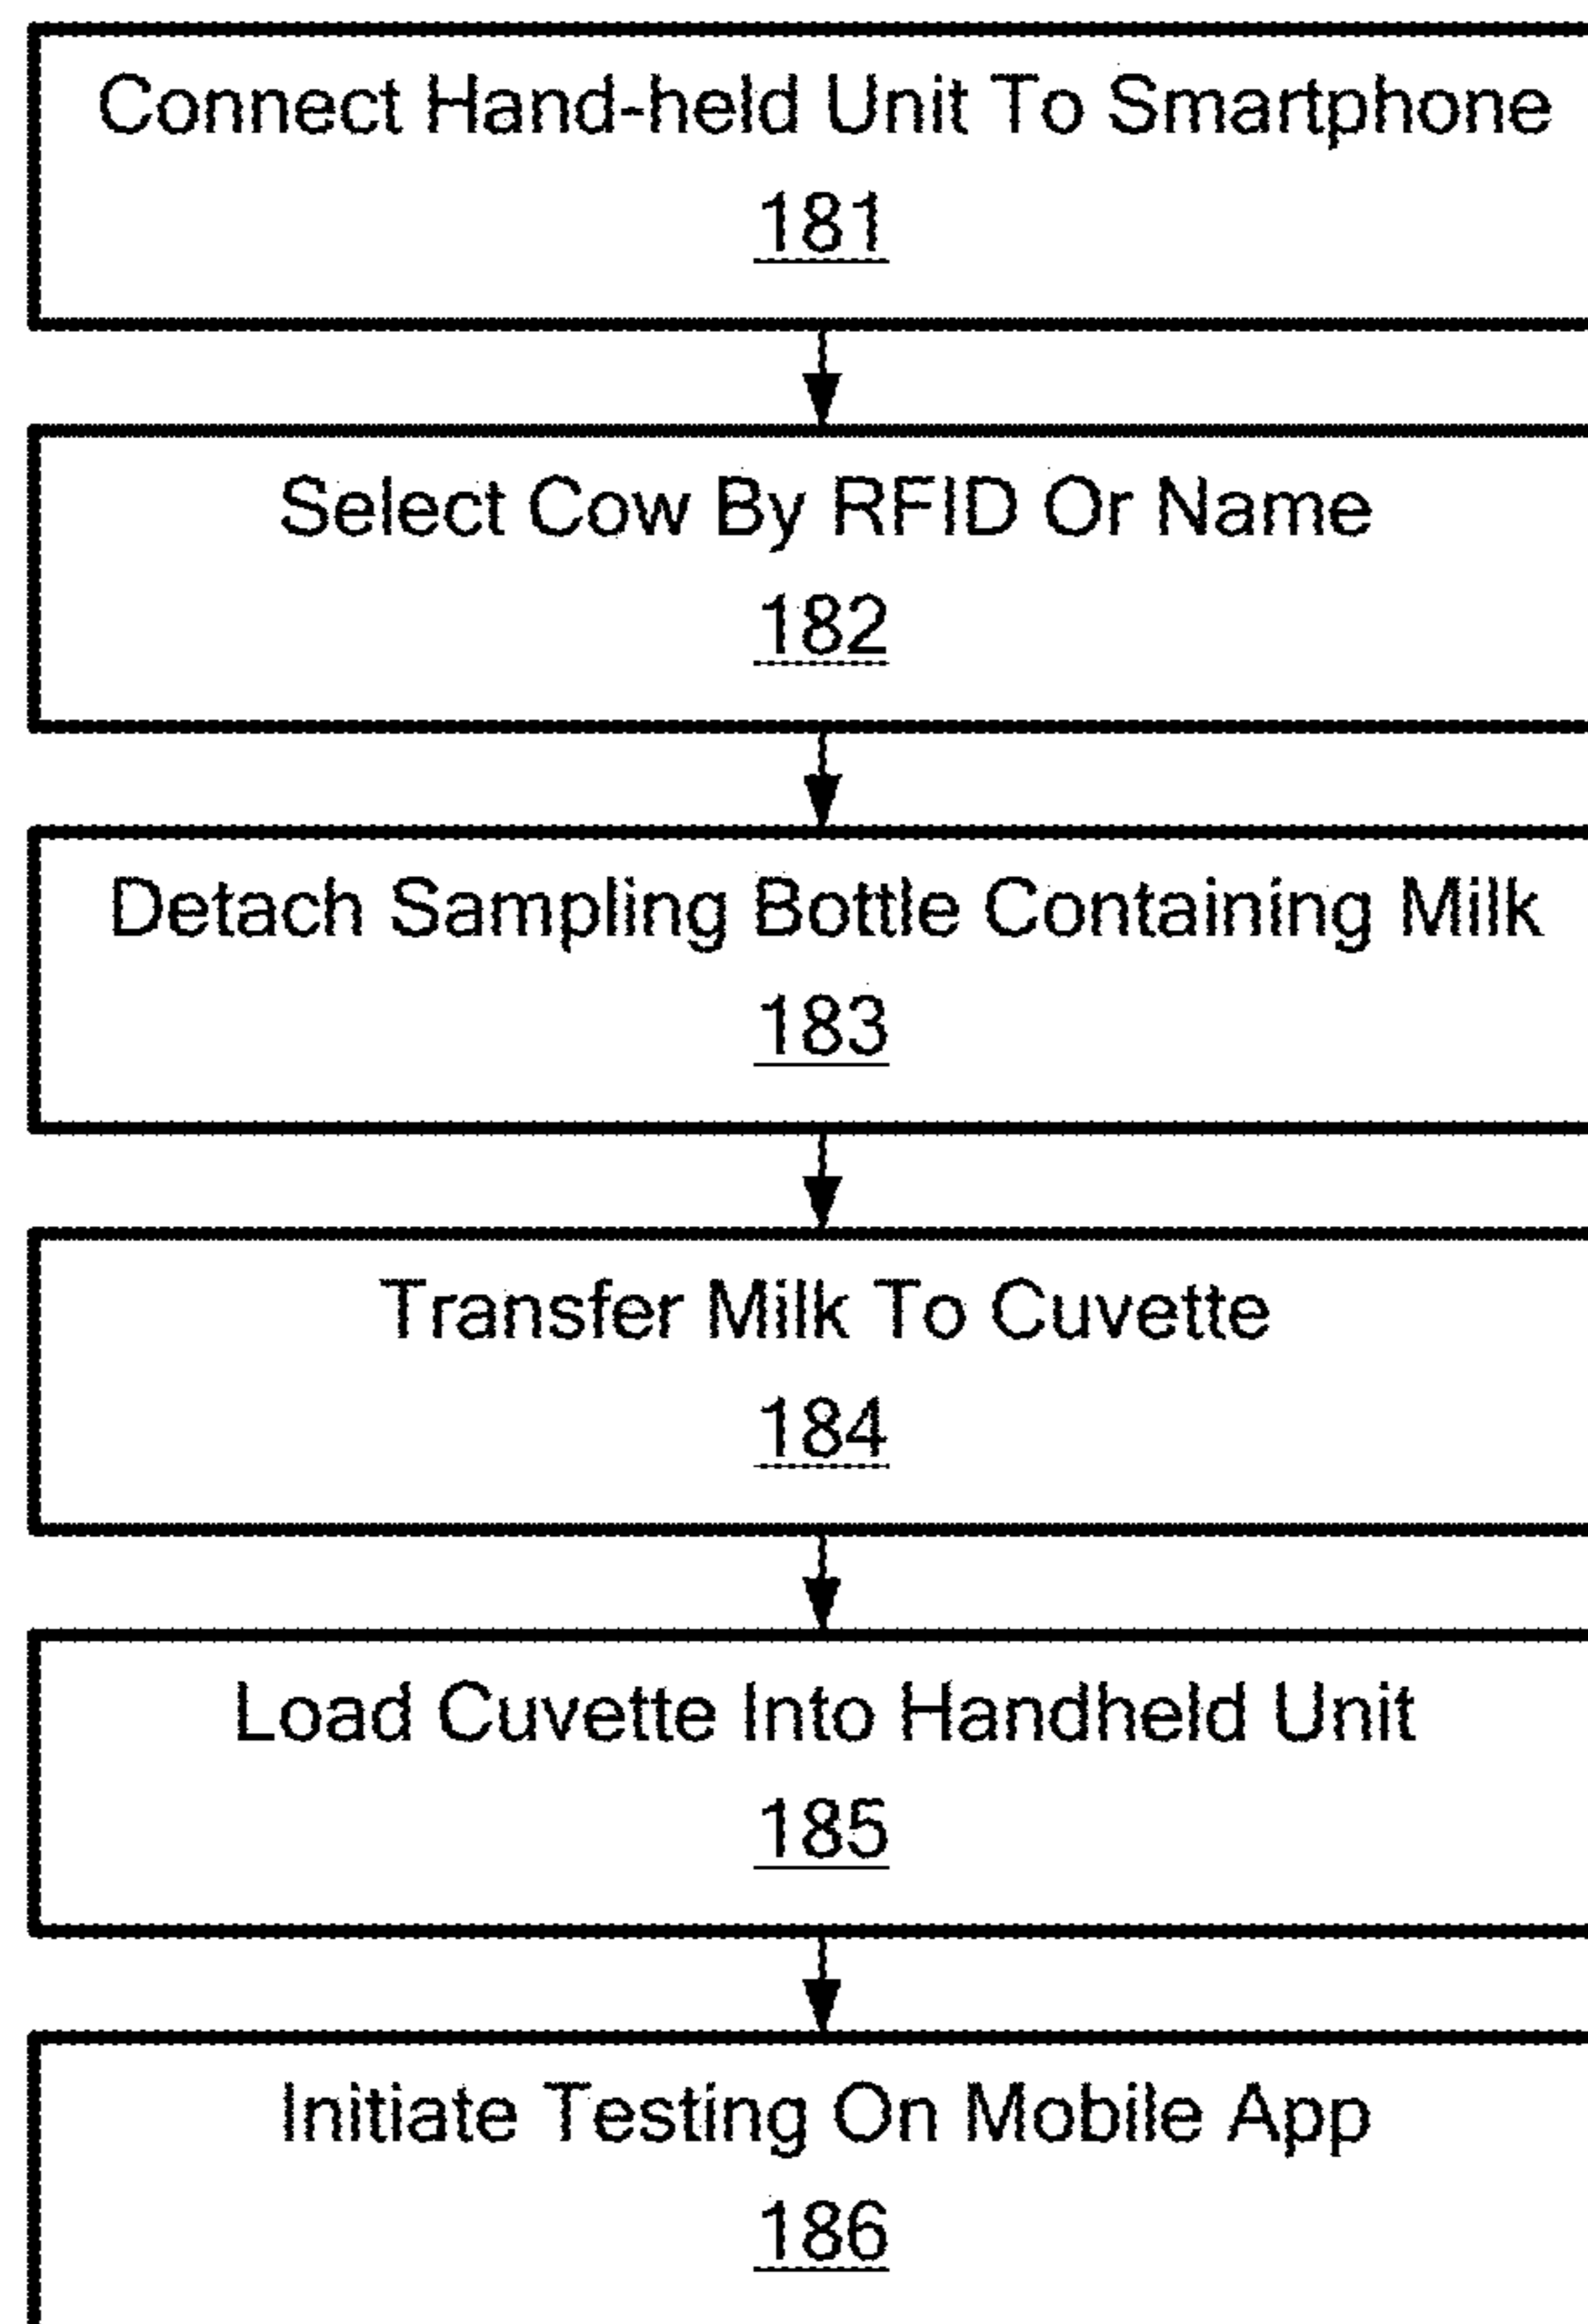 Connect Hand-held Unit To Smartphone
181
Select Cow By RFID Or Name
182
Detach Sampling Bottle Containing Milk
183
Transfer Milk To Cuvette
184
Load Cuvette Into Handheld Unit
185
Initiate Testing On Mobile App
186